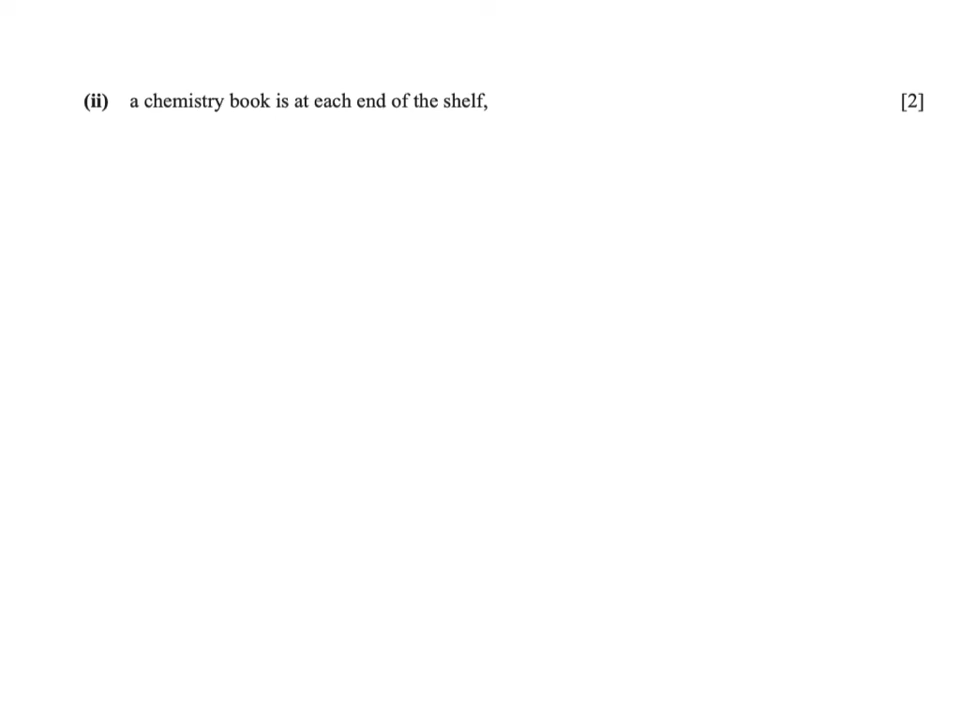 (ii) a chemistry book is at each end of the shelf, [2]